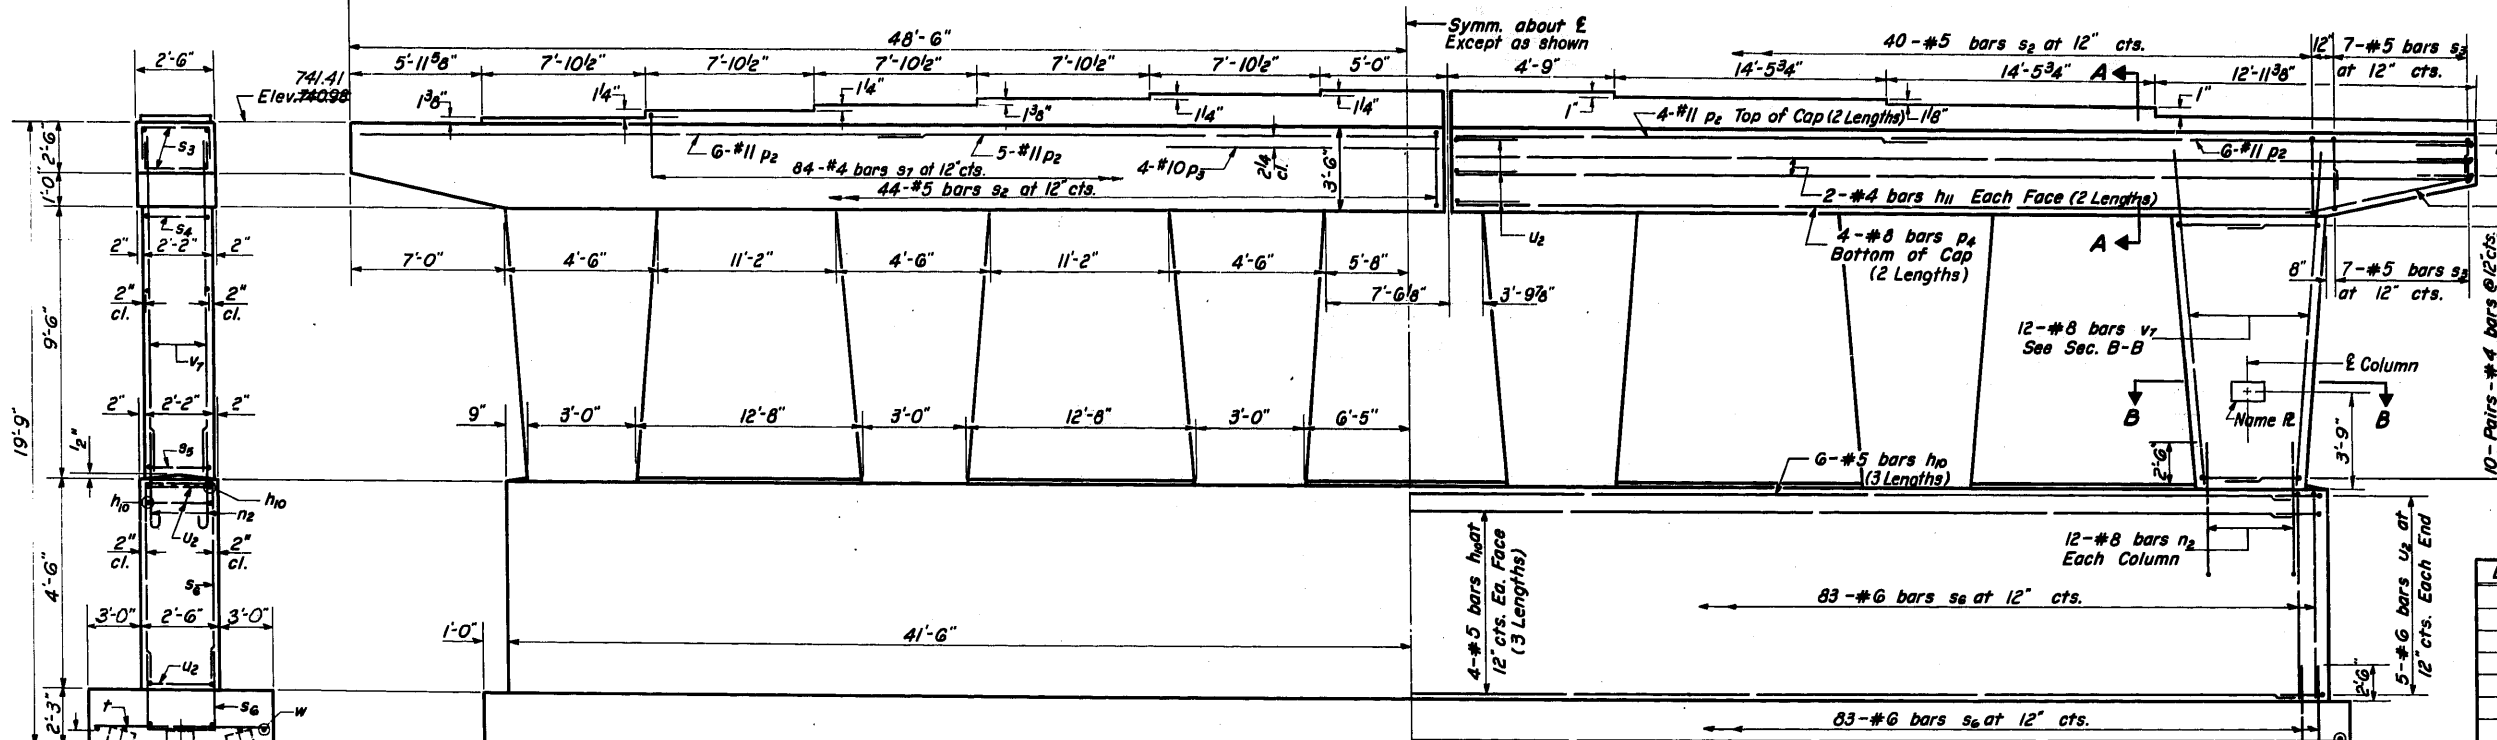 Symm. about ℄
Except as shown
48'-6"
40-#5 bars s2 at 12" cts.
12"
7-#5 bars s3
at 12" cts.
2'-6"
5'-11⅝"
7'-10½"
7'-10½"
7'-10½"
7'-10½"
7'-10½"
5'-0"
4'-9"
14'-5¾"
14'-5¾"
A
12'-11⅜"
741.41
Elev. 740.98
1⅜"
1¼"
1¼"
1⅜"
1¼"
1¼"
1"
1⅛"
1"
4-#11 p2 Top of Cap (2 Lengths)
2'-6"
s3
6-#11 p2
5-#11 p2
4-#10 p3
2¼
cl.
3'-6"
6-#11 p2
84-#4 bars s7 at 12" cts.
44-#5 bars s2 at 12" cts.
1'-0"
2-#4 bars h11 Each Face (2 Lengths)
s4
2"
2'-2"
2"
u2
4-#8 bars p4
Bottom of Cap
(2 Lengths)
A
7'-0"
4'-6"
11'-2"
4'-6"
11'-2"
4'-6"
5'-8"
8"
7-#5 bars s3
at 12" cts.
2"
cl.
2"
cl.
7'-6⅛"
3'-9⅞"
9'-6"
12-#8 bars v7
See Sec. B-B
v7
℄ Column
10-Pairs-#4 bars @ 12" cts.
19'-9"
2"
2'-2"
2"
9"
3'-0"
12'-8"
3'-0"
12'-8"
3'-0"
6'-5"
B
Name ℞
B
3'-9"
½"
s5
6-#5 bars h10
(3 Lengths)
2'-6"
h10
h10
n2
u2
2"
cl.
2"
cl.
4'-6"
s6
4-#5 bars h10 at
12" cts. Ea. Face
(3 Lengths)
12-#8 bars n2
Each Column
5-#6 bars u2 at
12" cts. Each End
83-#6 bars s6 at 12" cts.
3'-0"
2'-6"
3'-0"
1'-0"
41'-6"
u2
2'-6"
2'-3"
t
s6
w
83-#6 bars s6 at 12" cts.